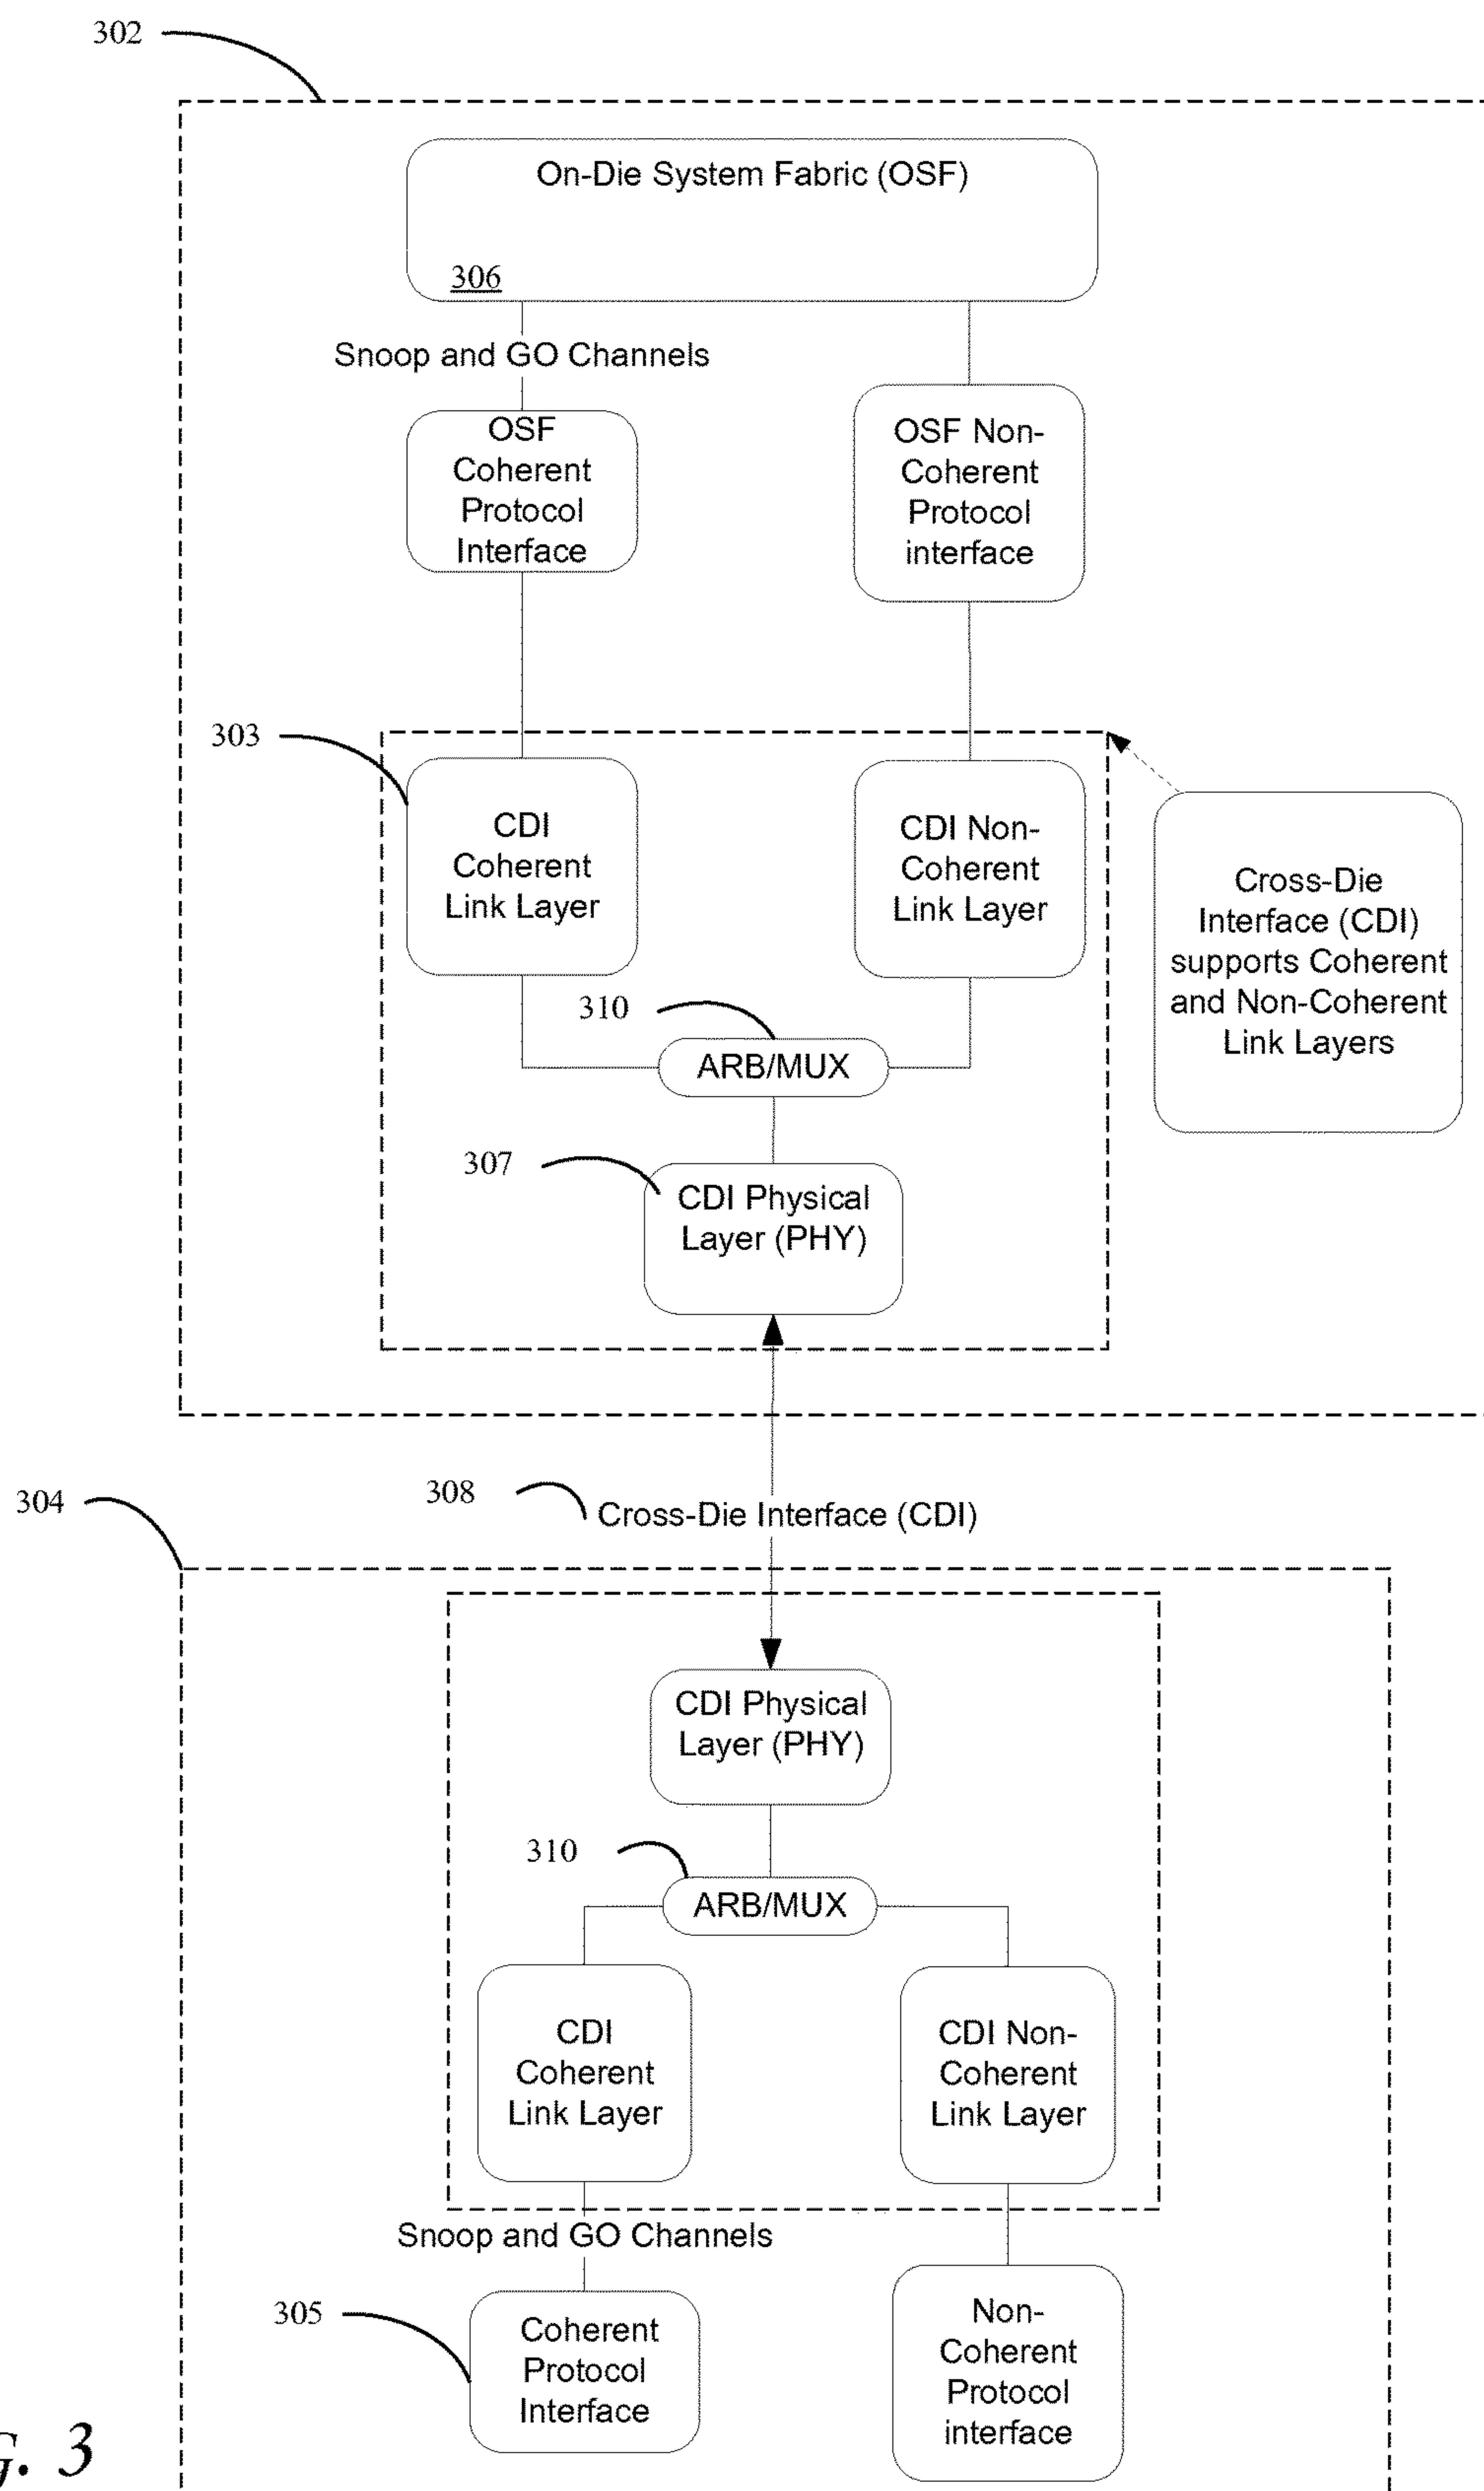 302
On-Die System Fabric (OSF)
306
Snoop and GO Channels
OSF
Coherent
Protocol
Interface
OSF Non-
Coherent
Protocol
interface
303
CDI
Coherent
Link Layer
CDI Non-
Coherent
Link Layer
Cross-Die
Interface (CDI)
supports Coherent
and Non-Coherent
Link Layers
310
ARB/MUX
307
CDI Physical
Layer (PHY)
308
Cross-Die Interface (CDI)
304
CDI Physical
Layer (PHY)
310
ARB/MUX
CDI
Coherent
Link Layer
CDI Non-
Coherent
Link Layer
Snoop and GO Channels
305
Coherent
Protocol
Interface
Non-
Coherent
Protocol
interface
G. 3